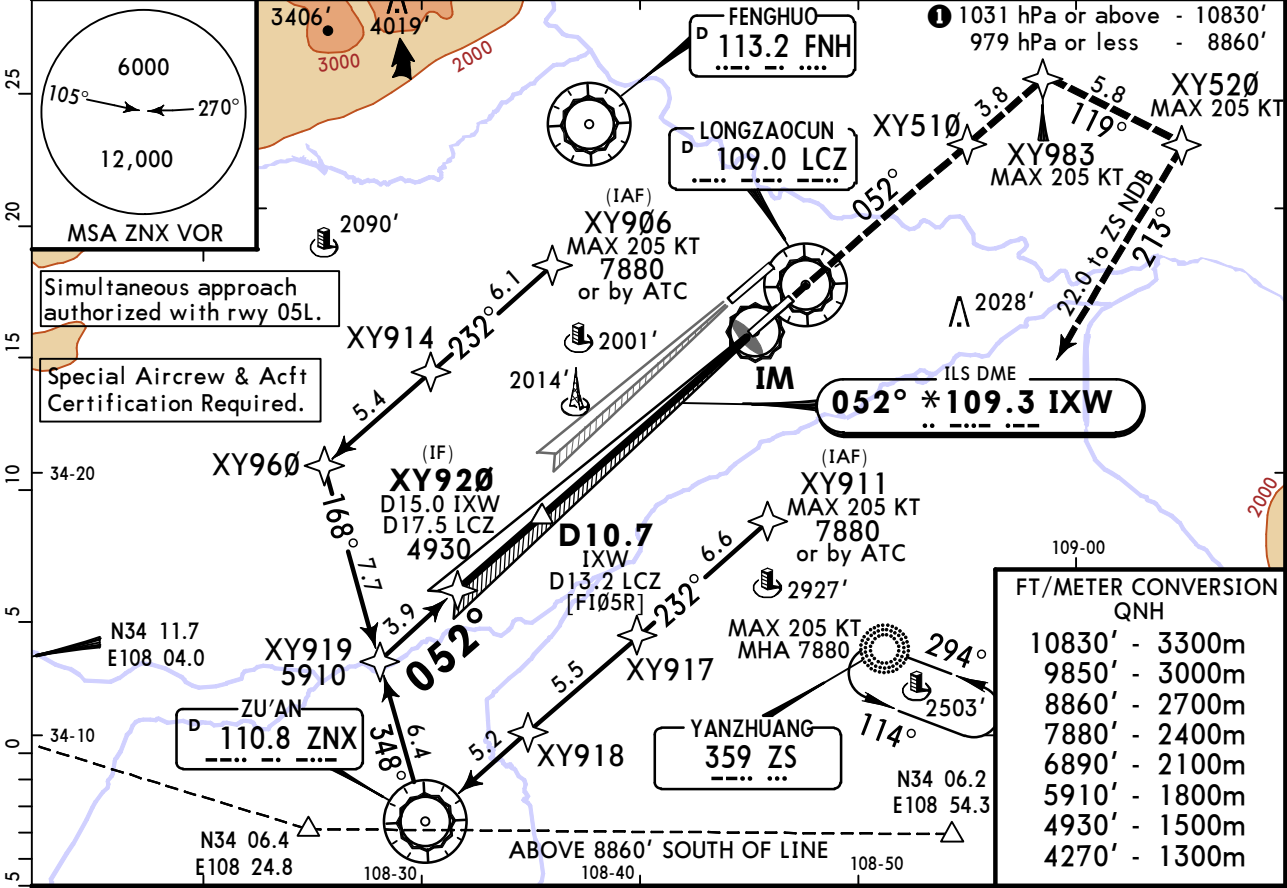 3406'
4019'
3000
2000
FENGHUO
D 113.2 FNH
1 1031 hPa or above - 10830'
979 hPa or less - 8860'
6000
105°
270°
12,000
MSA ZNX VOR
25
20
15
10
5
0
5
LONGZAOCUN
D 109.0 LCZ
XY510
3.8
5.8
119°
XY520
MAX 205 KT
XY983
MAX 205 KT
052°
22.0 to ZS NDB
213°
2090'
(IAF)
XY906
MAX 205 KT
7880
or by ATC
Simultaneous approach
authorized with rwy 05L.
6.1
232°
XY914
2001'
2028'
Special Aircrew & Acft
Certification Required.
2014'
IM
ILS DME
052° *109.3 IXW
5.4
XY960
34-20
168°
7.7
(IF)
XY920
D15.0 IXW
D17.5 LCZ
4930
D10.7
IXW
D13.2 LCZ
[FI05R]
(IAF)
XY911
MAX 205 KT
7880
or by ATC
6.6
232°
2927'
2000
109-00
N34 11.7
E108 04.0
3.9
XY919
5910
052°
XY917
5.5
MAX 205 KT
MHA 7880
294°
2503'
114°
ZU'AN
D 110.8 ZNX
34-10
348°
6.4
5.2
XY918
YANZHUANG
359 ZS
N34 06.2
E108 54.3
N34 06.4
E108 24.8
ABOVE 8860' SOUTH OF LINE
108-30
108-40
108-50
FT/METER CONVERSION
QNH
10830' - 3300m
9850' - 3000m
8860' - 2700m
7880' - 2400m
6890' - 2100m
5910' - 1800m
4930' - 1500m
4270' - 1300m